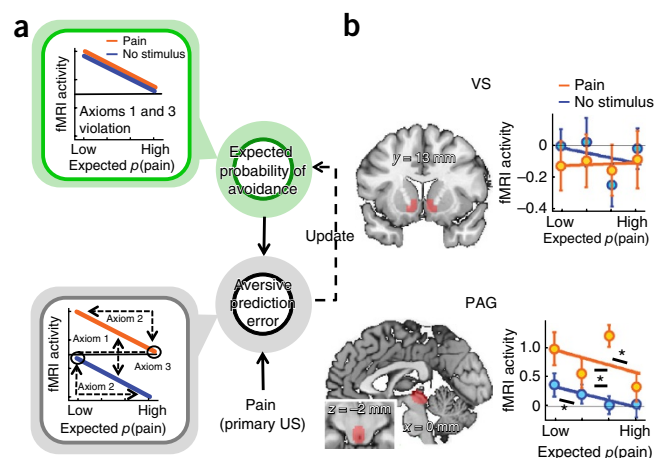 a
Pain
No stimulus
fMRI activity
Axioms 1 and 3
violation
Low
High
Expected p(pain)
Expected
probability of
avoidance
Update
Aversive
prediction
error
Pain
(primary US)
fMRI activity
Axiom 2
Axiom 1
Axiom 3
Axiom 2
Low
High
Expected p(pain)
b
VS
y = 13 mm
Pain
No stimulus
fMRI activity
0
−0.2
−0.4
Low
High
Expected p(pain)
PAG
z = −2 mm
x = 0 mm
fMRI activity
1.0
0.5
0
*
*
*
Low
High
Expected p(pain)